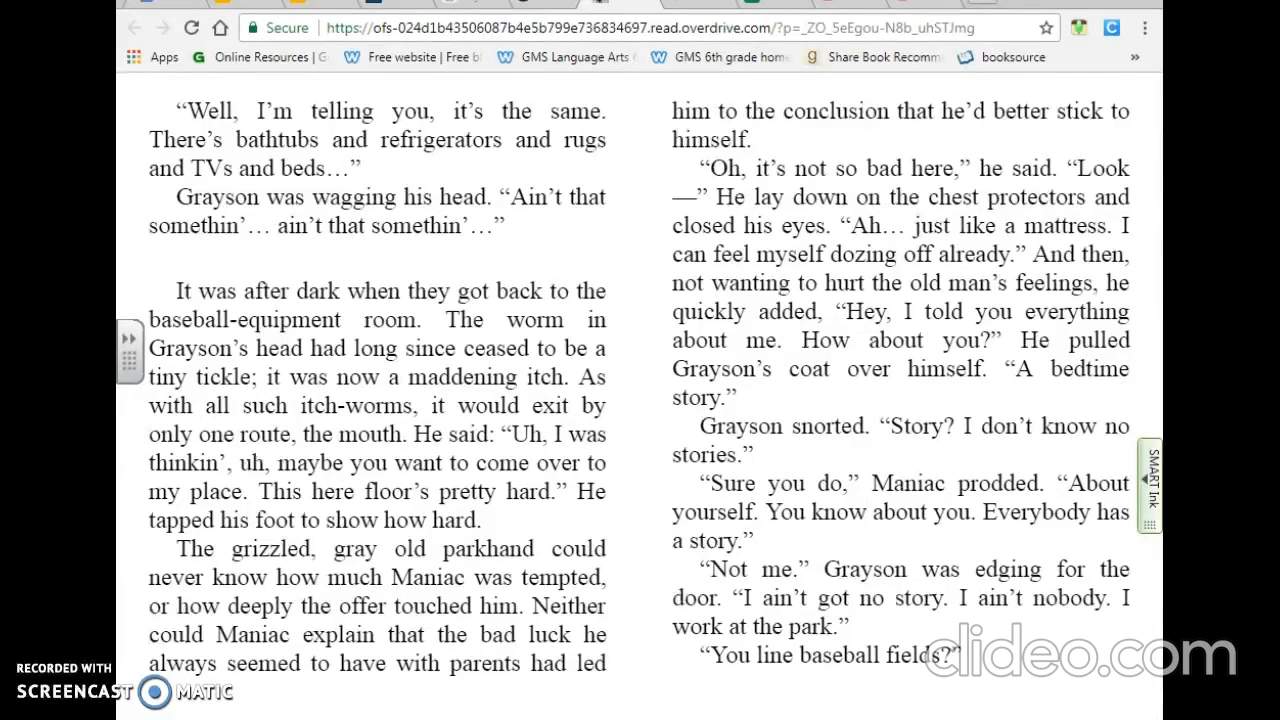 Secure
https://ofs-024d1b43506087b4e5b799e736834697.read.overdrive.com/?p=_ZO_5eEgou-N8b_uhSTJmg
Apps
Online Resources | G
Free website | Free bl
GMS Language Arts
GMS 6th grade home
Share Book Recomm
booksource
“Well, I’m telling you, it’s the same.
There’s bathtubs and refrigerators and rugs
and TVs and beds…”
Grayson was wagging his head. “Ain’t that
somethin’… ain’t that somethin’…”
It was after dark when they got back to the
baseball-equipment room. The worm in
Grayson’s head had long since ceased to be a
tiny tickle; it was now a maddening itch. As
with all such itch-worms, it would exit by
only one route, the mouth. He said: “Uh, I was
thinkin’, uh, maybe you want to come over to
my place. This here floor’s pretty hard.” He
tapped his foot to show how hard.
The grizzled, gray old parkhand could
never know how much Maniac was tempted,
or how deeply the offer touched him. Neither
could Maniac explain that the bad luck he
always seemed to have with parents had led
him to the conclusion that he’d better stick to
himself.
“Oh, it’s not so bad here,” he said. “Look
—” He lay down on the chest protectors and
closed his eyes. “Ah… just like a mattress. I
can feel myself dozing off already.” And then,
not wanting to hurt the old man’s feelings, he
quickly added, “Hey, I told you everything
about me. How about you?” He pulled
Grayson’s coat over himself. “A bedtime
story.”
Grayson snorted. “Story? I don’t know no
stories.”
“Sure you do,” Maniac prodded. “About
yourself. You know about you. Everybody has
a story.”
“Not me.” Grayson was edging for the
door. “I ain’t got no story. I ain’t nobody. I
work at the park.”
“You line baseball fields?”
SMART Ink
RECORDED WITH
SCREENCAST MATIC
clideo.com